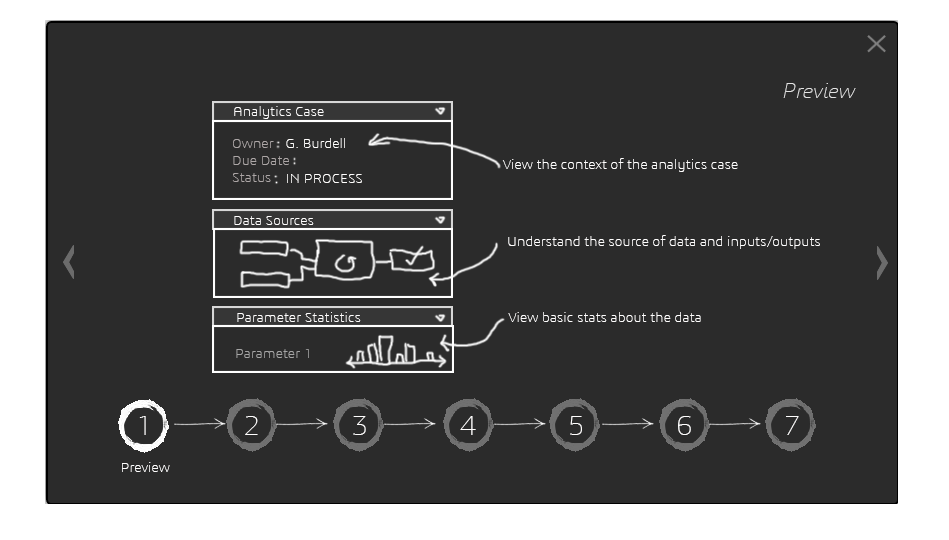 Preview
Analytics Case
Owner: G. Burdell
Due Date:
Status: IN PROCESS
View the context of the analytics case
Data Sources
Understand the source of data and inputs/outputs
Parameter Statistics
View basic stats about the data
Parameter 1
1
2
3
4
5
6
7
Preview